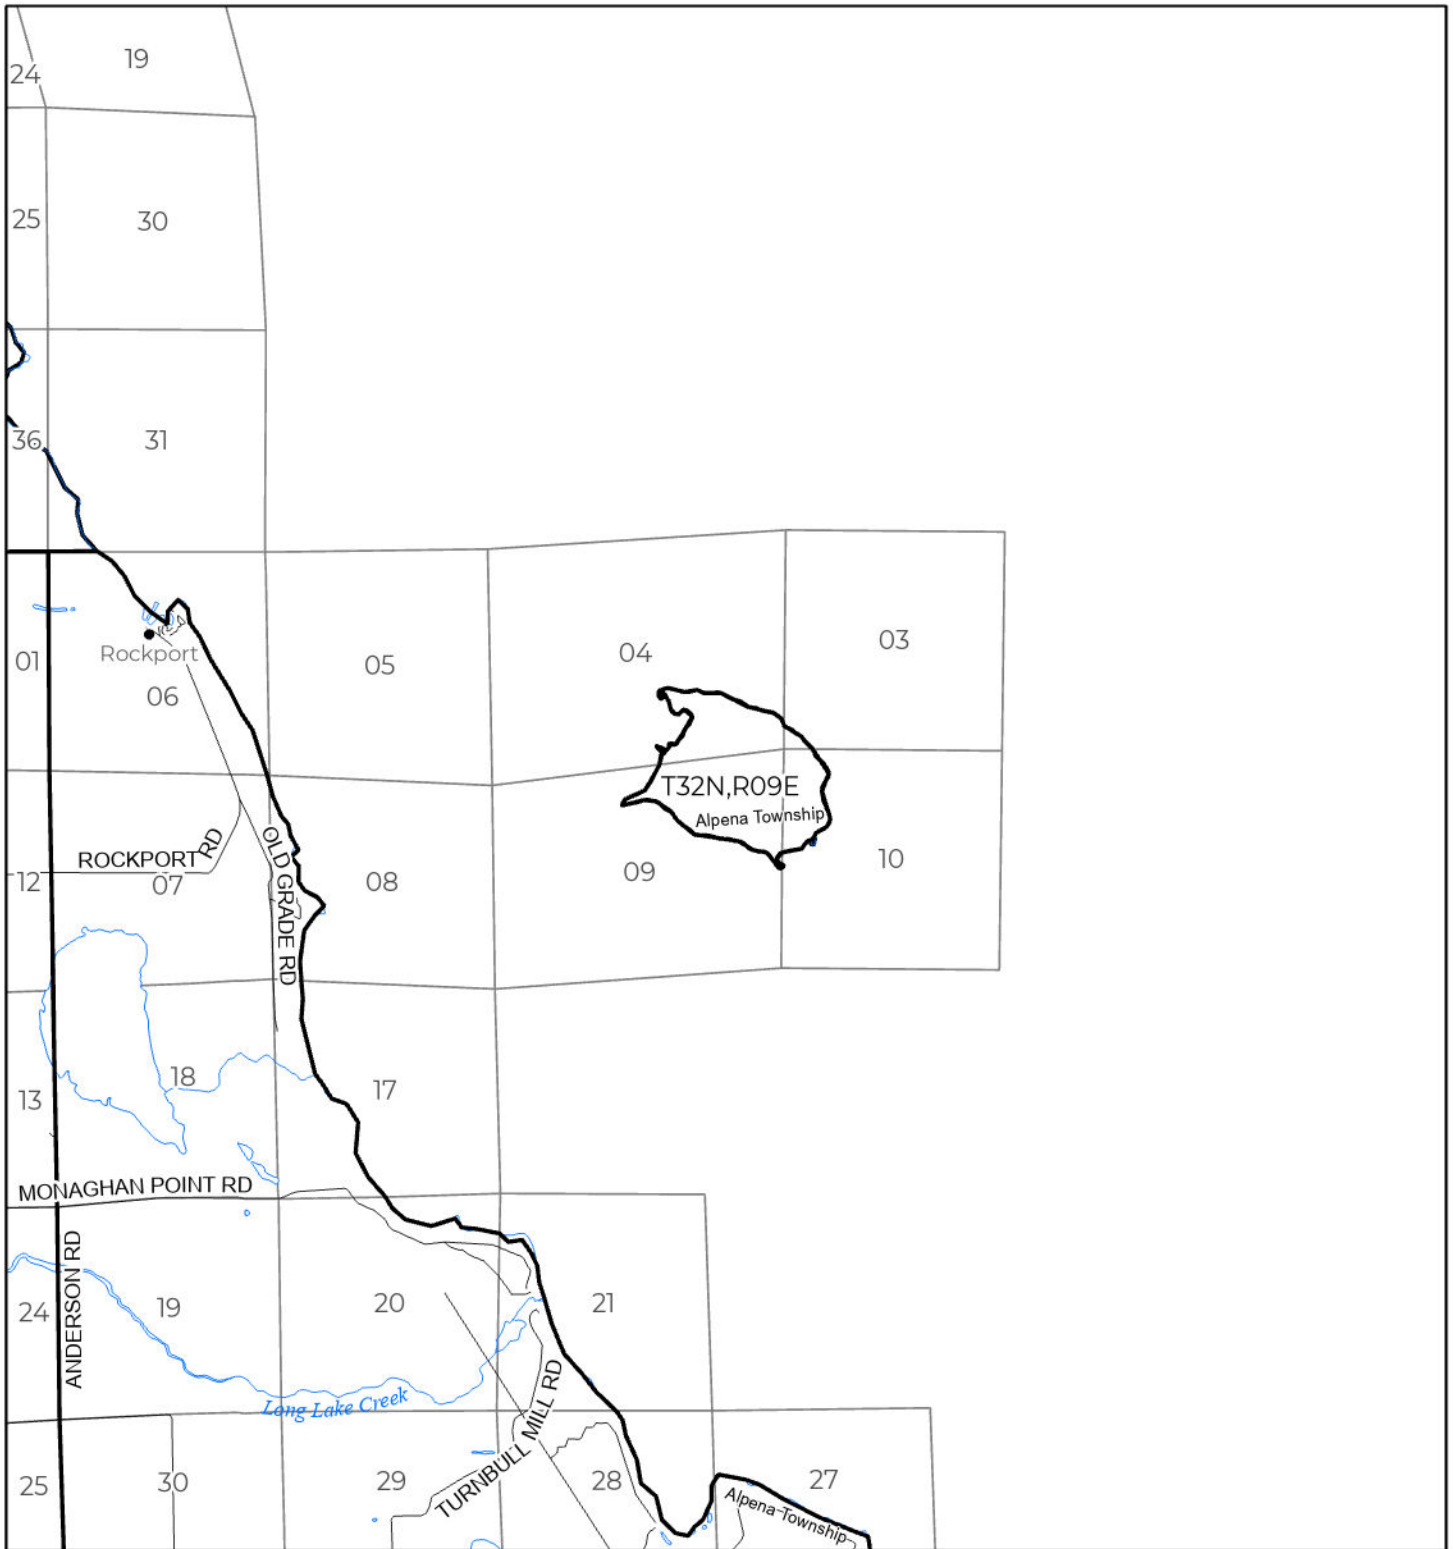 19
24
25
30
36
31
Rockport
01
06
05
04
03
T32N,R09E
Alpena Township
ROCKPORT RD
OLD GRADE RD
12
07
08
09
10
13
18
17
MONAGHAN POINT RD
ANDERSON RD
24
19
20
21
Long Lake Creek
TURNBULL MILL RD
25
30
29
28
27
Alpena Township